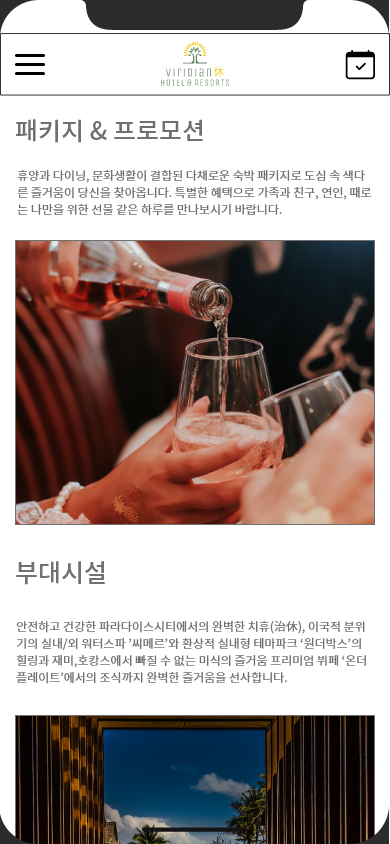 viridian 休
HOTEL & RESORTS
패키지 & 프로모션
휴양과 다이닝, 문화생활이 결합된 다채로운 숙박 패키지로 도심 속 색다
른 즐거움이 당신을 찾아옵니다. 특별한 혜택으로 가족과 친구, 연인, 때로
는 나만을 위한 선물 같은 하루를 만나보시기 바랍니다.
부대시설
안전하고 건강한 파라다이스시티에서의 완벽한 치휴(治休), 이국적 분위
기의 실내/외 워터스파 ’씨메르’와 환상적 실내형 테마파크 ‘원더박스’의
힐링과 재미,호캉스에서 빠질 수 없는 미식의 즐거움 프리미엄 뷔페 ‘온더
플레이트’에서의 조식까지 완벽한 즐거움을 선사합니다.